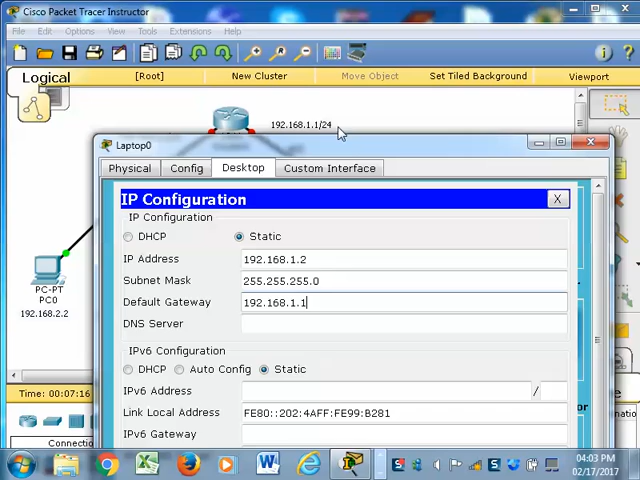 Cisco Packet Tracer Instructor
File Edit Options View Tools Extensions Help
Logical [Root] New Cluster Move Object Set Tiled Background Viewport
192.168.1.1/24
Laptop0
Physical Config Desktop Custom Interface
IP Configuration X
IP Configuration
DHCP Static
IP Address 192.168.1.2
Subnet Mask 255.255.255.0
Default Gateway 192.168.1.1
DNS Server
IPv6 Configuration
DHCP Auto Config Static
IPv6 Address /
Link Local Address FE80::202:4AFF:FE99:B281
IPv6 Gateway
PC-PT
PC0
192.168.2.2
Time: 00:07:16
Connection
04:03 PM
02/17/2017